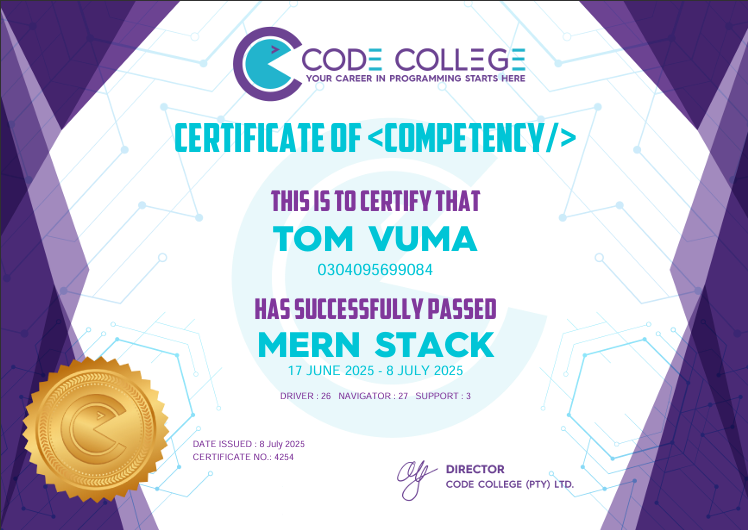 CODE COLLEGE
YOUR CAREER IN PROGRAMMING STARTS HERE
CERTIFICATE OF <COMPETENCY/>
THIS IS TO CERTIFY THAT
TOM VUMA
0304095699084
HAS SUCCESSFULLY PASSED
MERN STACK
17 JUNE 2025 - 8 JULY 2025
DRIVER : 26 NAVIGATOR : 27 SUPPORT : 3
DATE ISSUED : 8 July 2025
CERTIFICATE NO.: 4254
DIRECTOR
CODE COLLEGE (PTY) LTD.